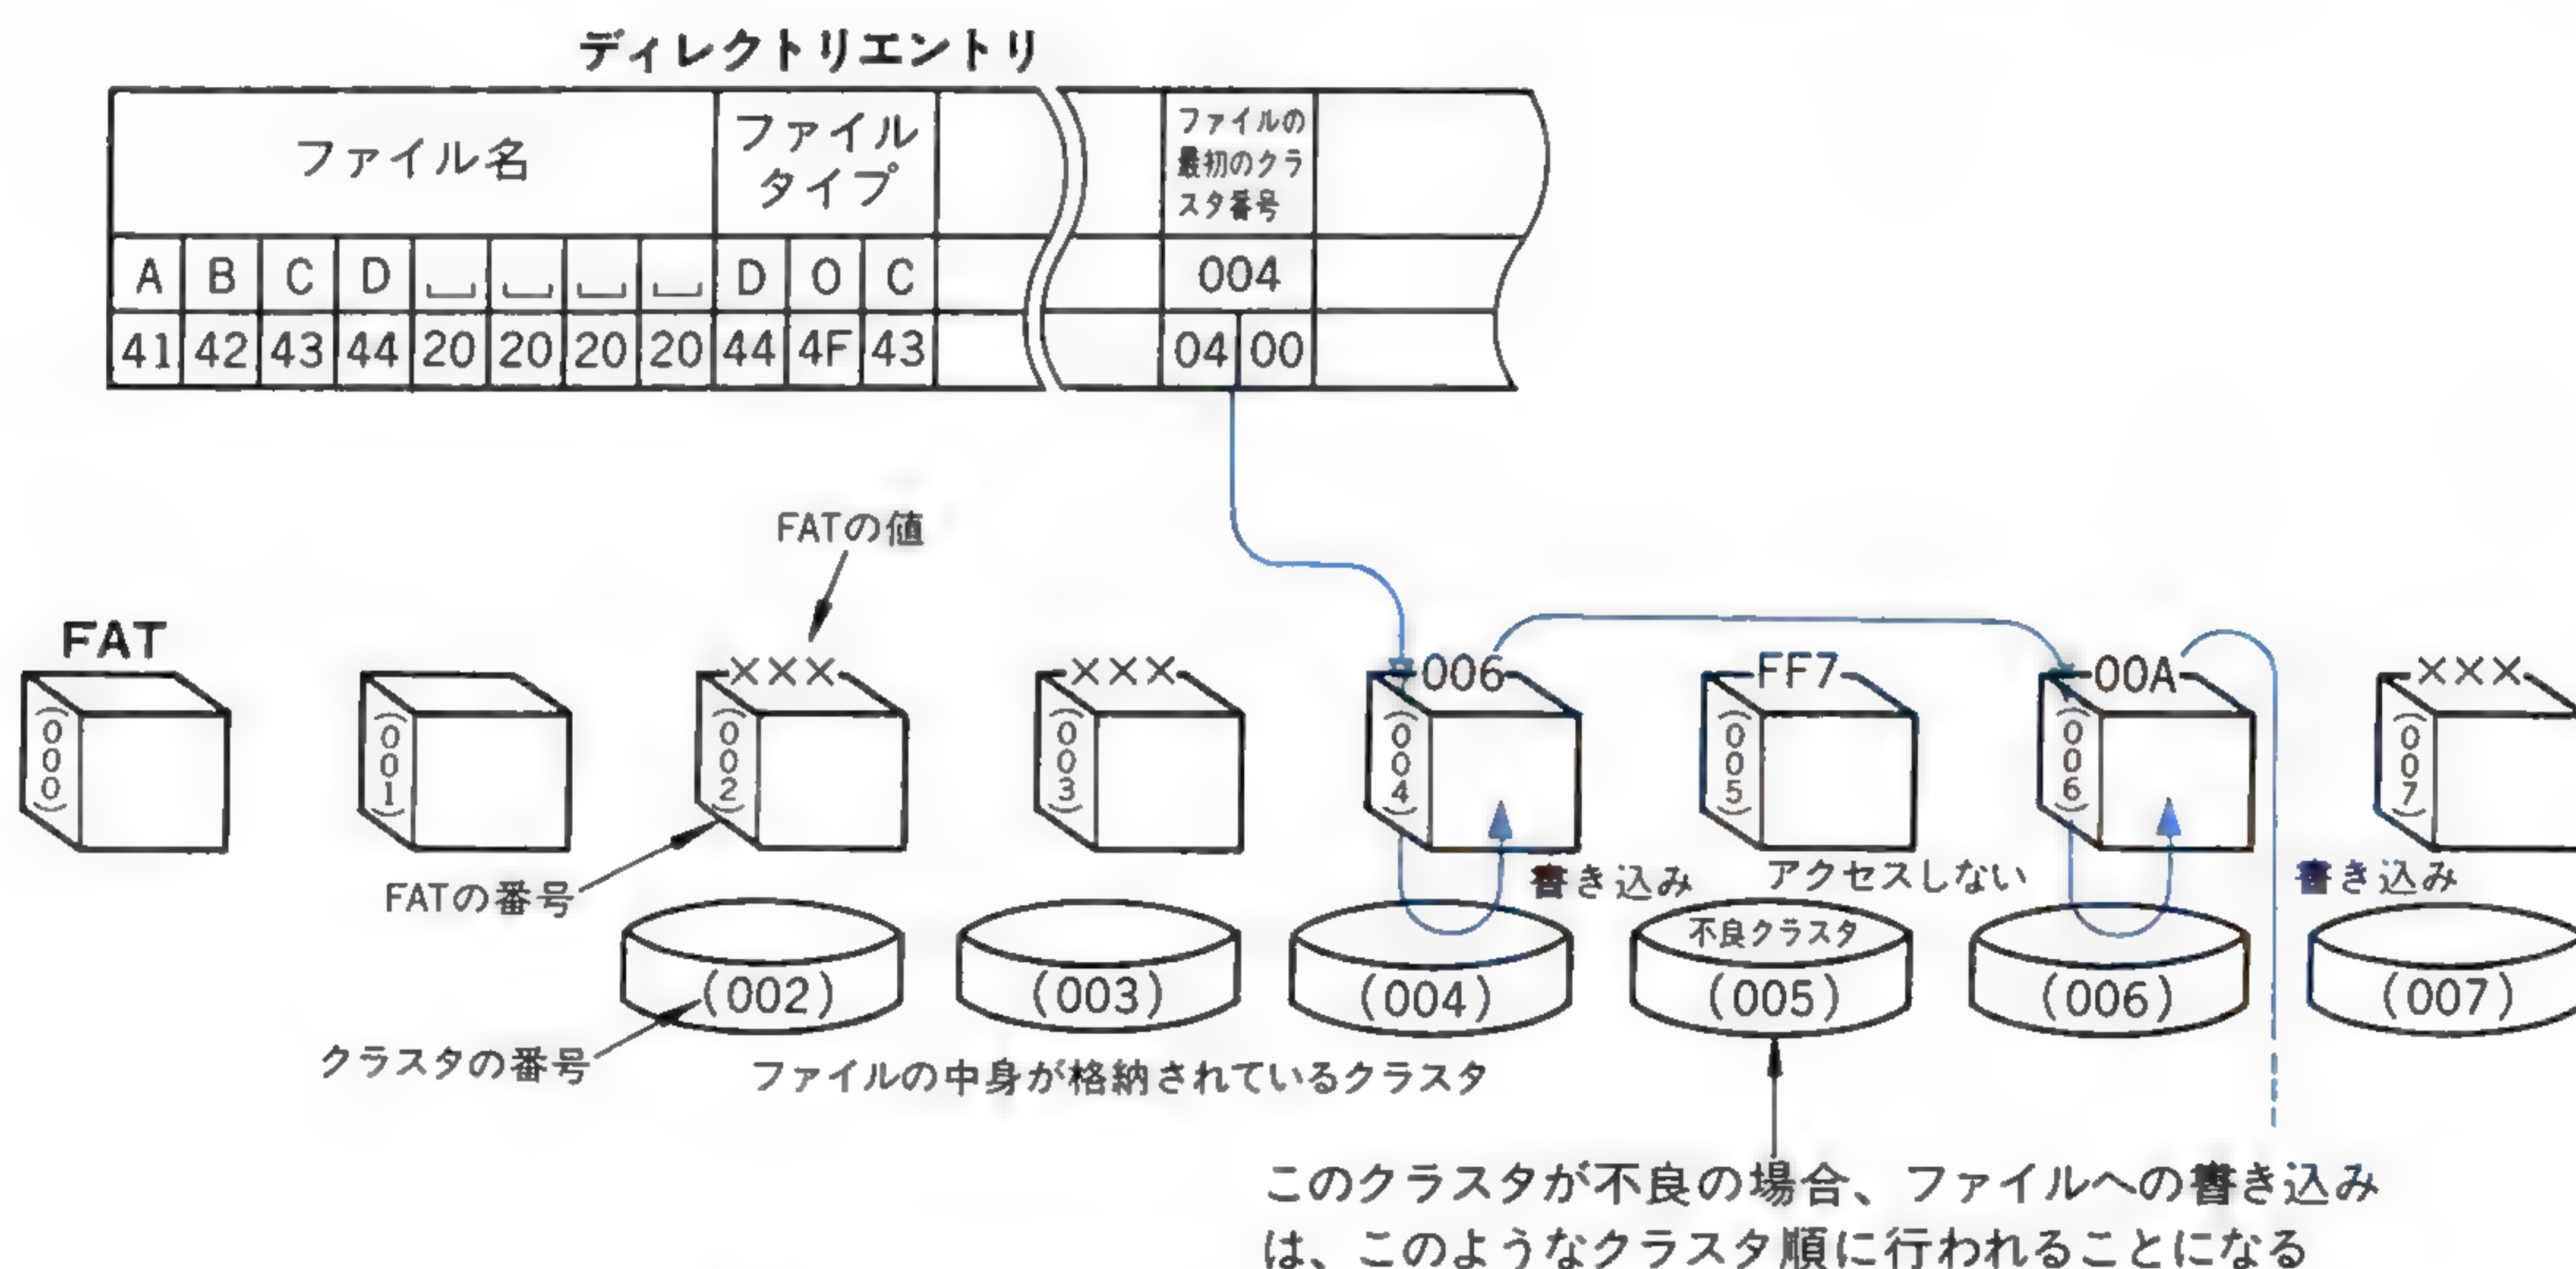 ディレクトリエントリ
ファイル名
ファイル
タイプ
ファイルの
最初のクラ
スタ番号
A B C D ⎵ ⎵ ⎵ ⎵ D O C
004
41 42 43 44 20 20 20 20 44 4F 43
04 00
FATの値
FAT
××× ××× 006 FF7 00A ×××
(000) (001) (002) (003) (004) (005) (006) (007)
FATの番号
書き込み
アクセスしない
書き込み
不良クラスタ
(002) (003) (004) (005) (006) (007)
クラスタの番号
ファイルの中身が格納されているクラスタ
このクラスタが不良の場合、ファイルへの書き込み
は、このようなクラスタ順に行われることになる